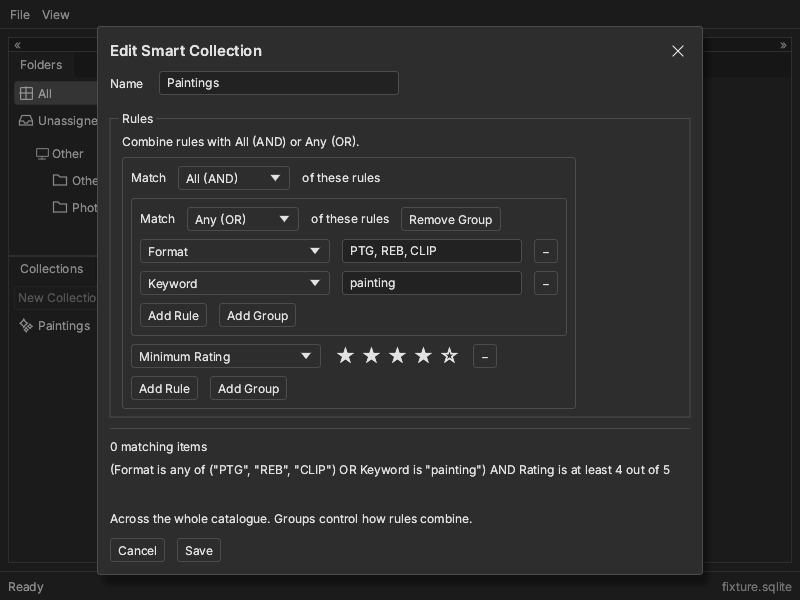 File View
« »
Folders
All
Unassigne
Other
Othe
Phot
Collections
New Collectio
Paintings
Edit Smart Collection
Name Paintings
Rules
Combine rules with All (AND) or Any (OR).
Match All (AND) of these rules
Match Any (OR) of these rules Remove Group
Format PTG, REB, CLIP –
Keyword painting –
Add Rule Add Group
Minimum Rating –
Add Rule Add Group
0 matching items
(Format is any of ("PTG", "REB", "CLIP") OR Keyword is "painting") AND Rating is at least 4 out of 5
Across the whole catalogue. Groups control how rules combine.
Cancel Save
Ready fixture.sqlite